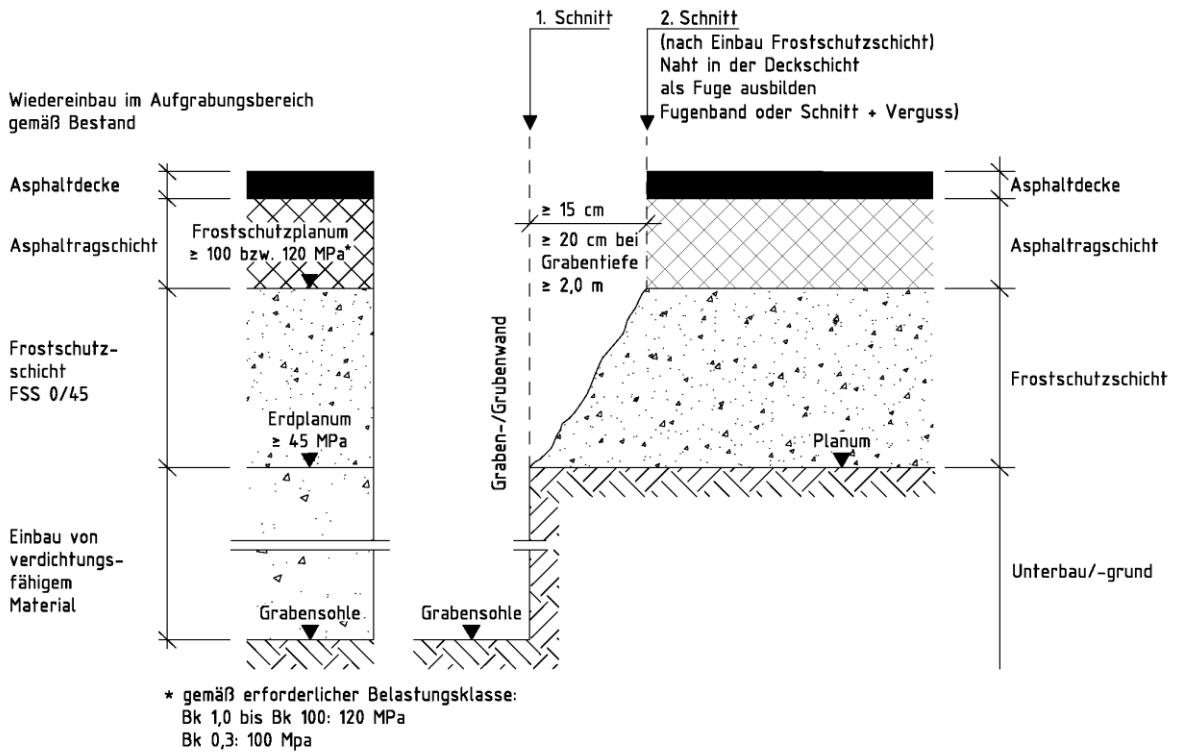 1. Schnitt
2. Schnitt
(nach Einbau Frostschutzschicht)
Naht in der Deckschicht
als Fuge ausbilden
Fugenband oder Schnitt + Verguss)
Wiedereinbau im Aufgrabungsbereich
gemäß Bestand
Asphaltdecke
Asphaltragschicht
Frostschutz-
schicht
FSS 0/45
Einbau von
verdichtungs-
fähigem
Material
Frostschutzplanum
≥ 100 bzw. 120 MPa*
Erdplanum
≥ 45 MPa
Grabensohle
Grabensohle
Graben-/Grubenwand
≥ 15 cm
≥ 20 cm bei
Grabentiefe
≥ 2,0 m
Planum
Asphaltdecke
Asphaltragschicht
Frostschutzschicht
Unterbau/-grund
* gemäß erforderlicher Belastungsklasse:
Bk 1,0 bis Bk 100: 120 MPa
Bk 0,3: 100 Mpa